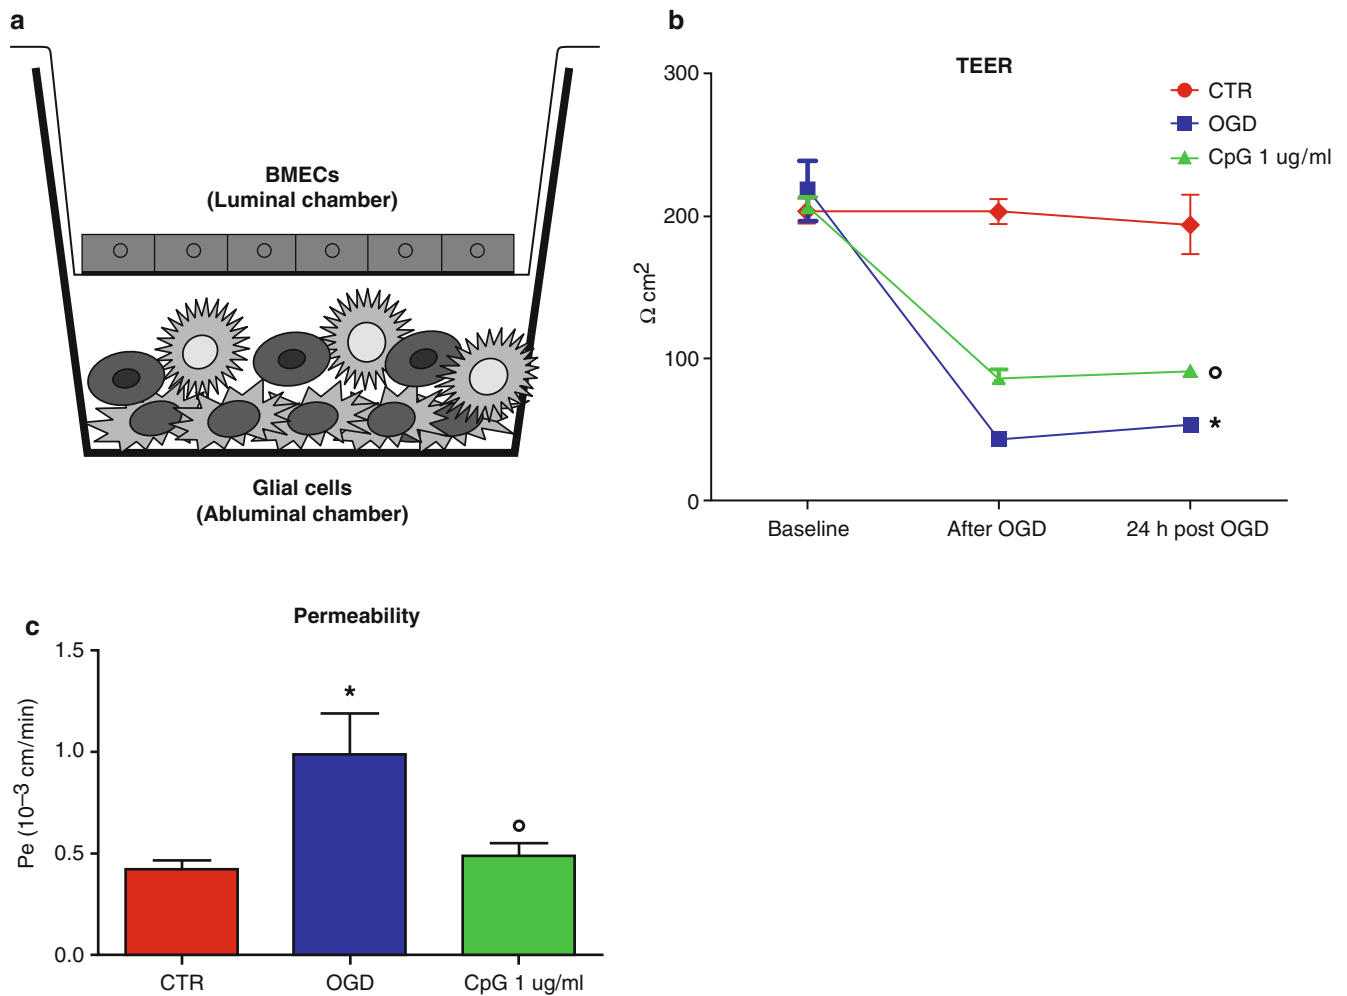 a
BMECs
(Luminal chamber)
Glial cells
(Abluminal chamber)
b
TEER
300
200
100
0
Ω cm2
CTR
OGD
CpG 1 ug/ml
*
Baseline
After OGD
24 h post OGD
c
Permeability
1.5
1.0
0.5
0.0
Pe (10–3 cm/min)
*
CTR
OGD
CpG 1 ug/ml